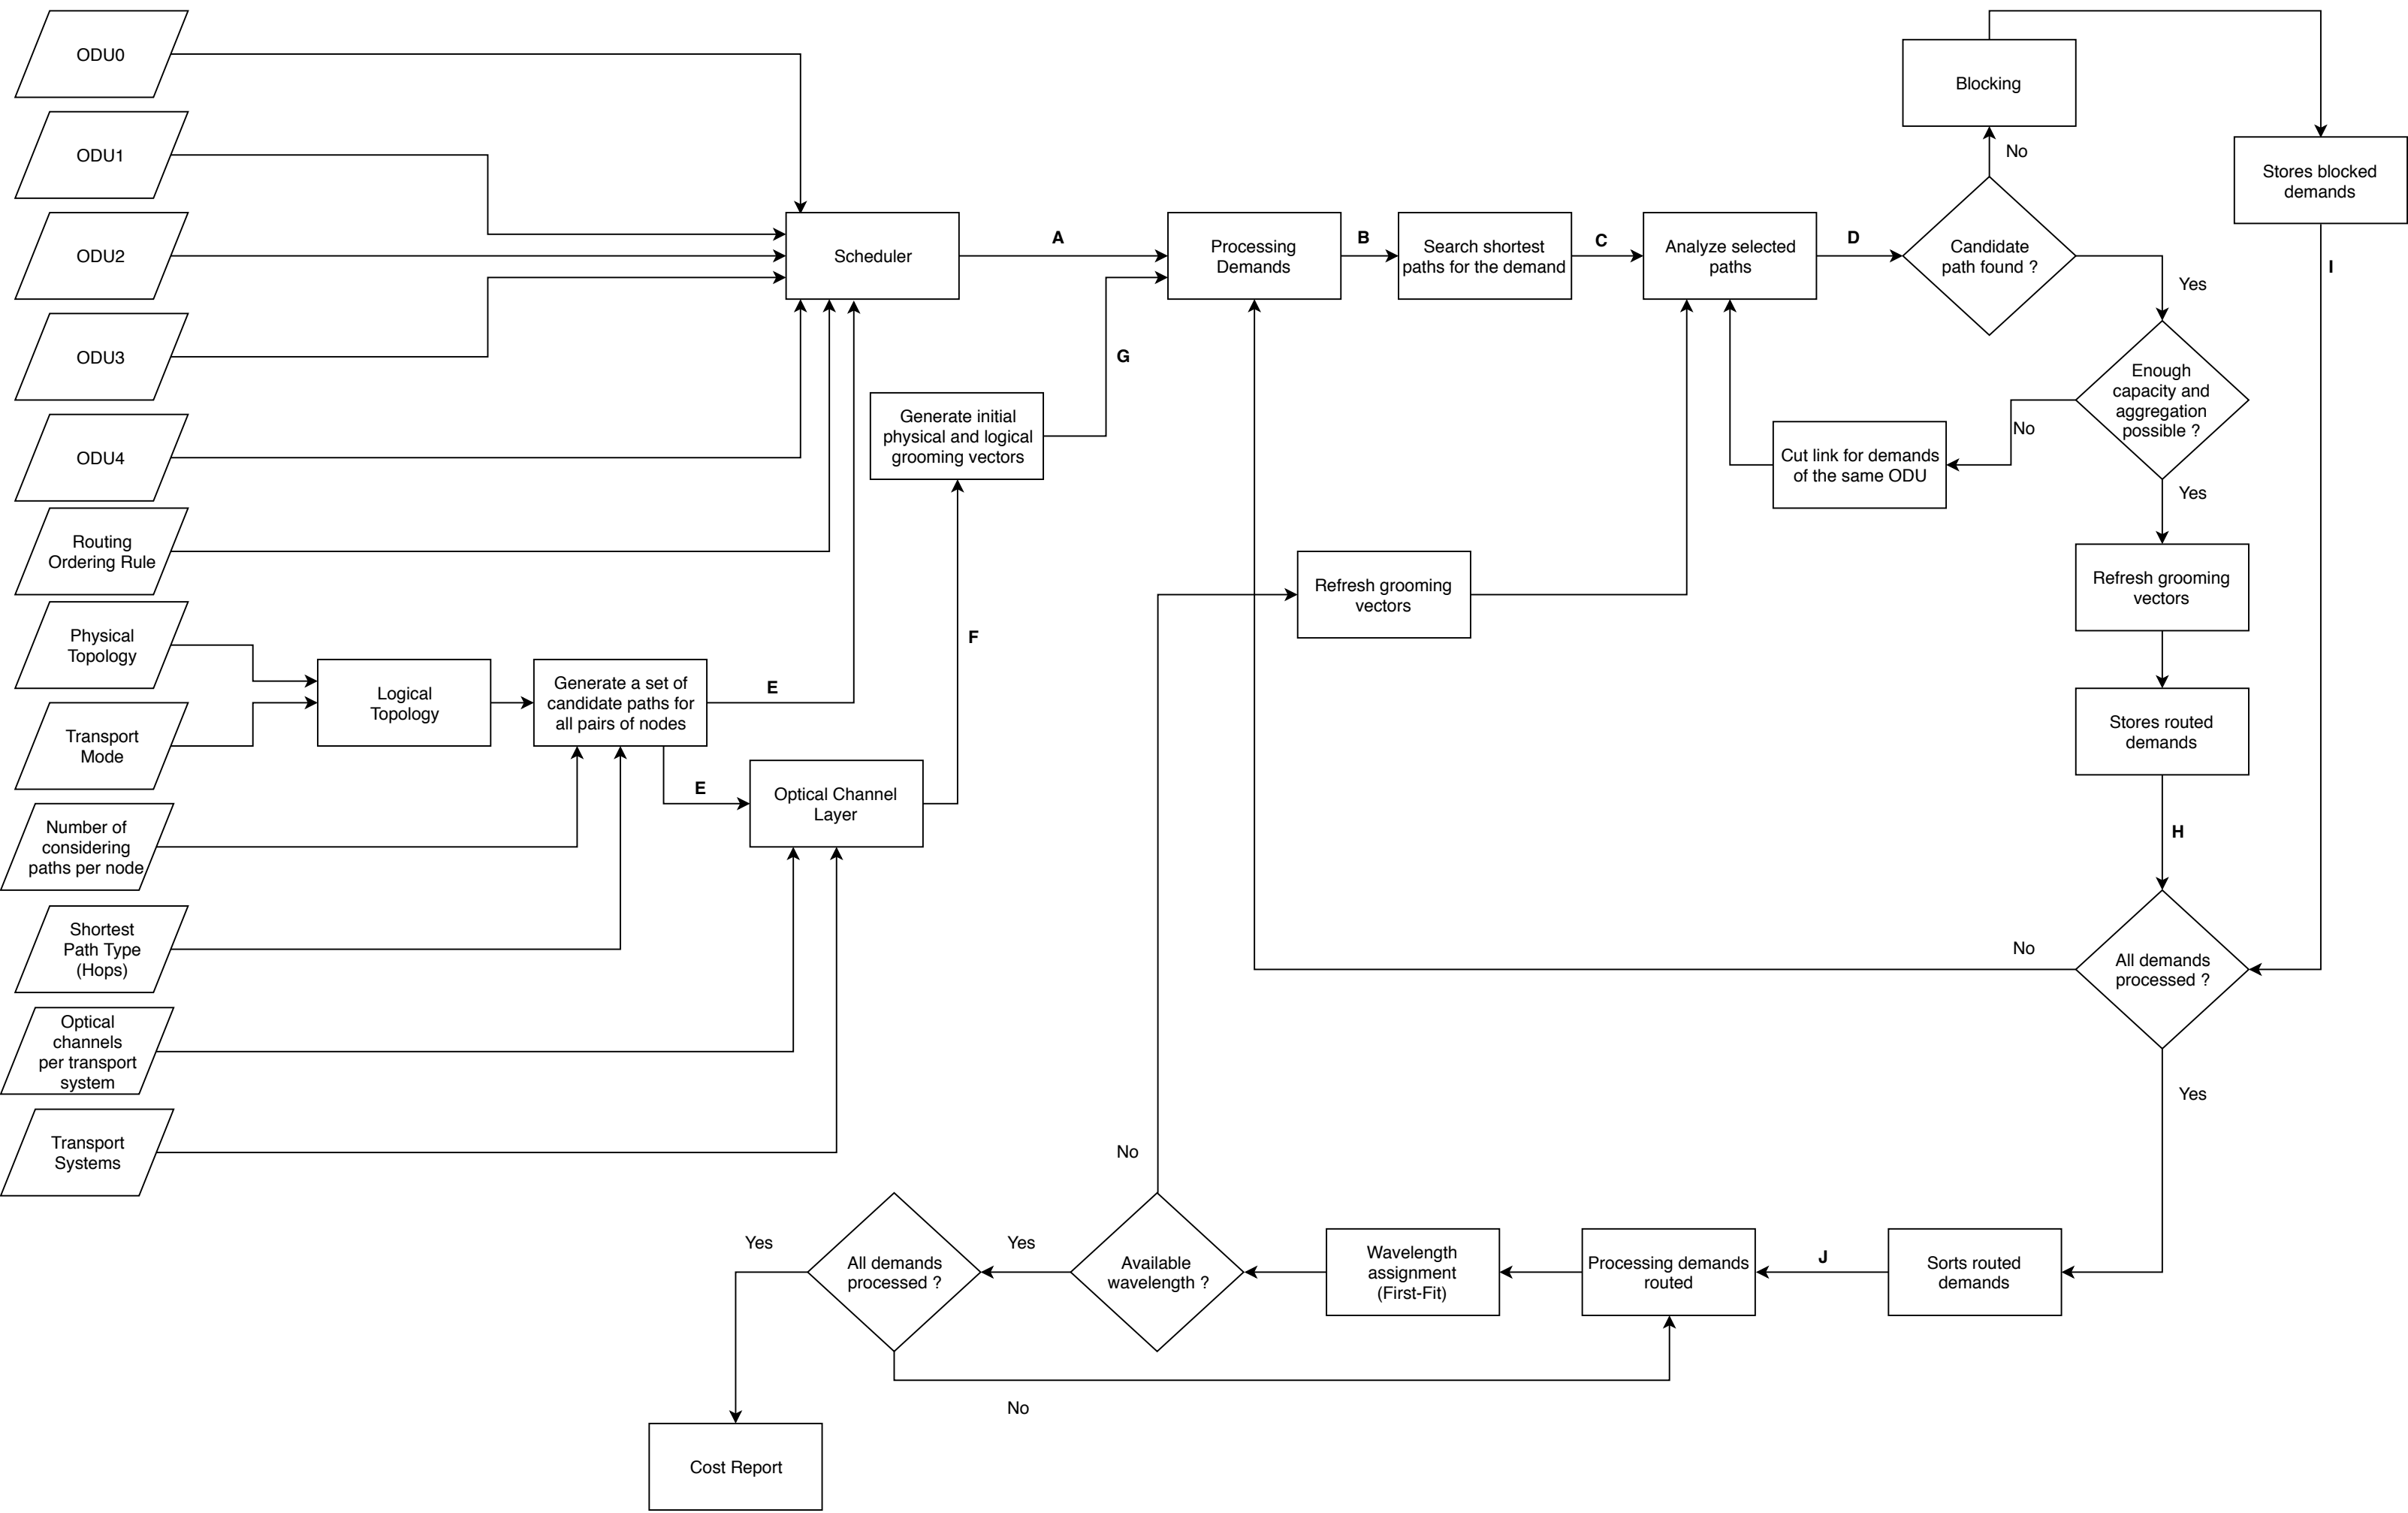 ODU0
ODU1
ODU2
ODU3
ODU4
Routing
Ordering Rule
Physical
Topology
Transport
Mode
Number of
considering
paths per node
Shortest
Path Type
(Hops)
Optical
channels
per transport
system
Transport
Systems
Logical
Topology
Generate a set of
candidate paths for
all pairs of nodes
E
E
Optical Channel
Layer
F
Generate initial
physical and logical
grooming vectors
G
Scheduler
A
Processing
Demands
B
Search shortest
paths for the demand
C
Analyze selected
paths
D
Candidate
path found ?
No
Blocking
Stores blocked
demands
I
Yes
Enough
capacity and
aggregation
possible ?
No
Cut link for demands
of the same ODU
Yes
Refresh grooming
vectors
Stores routed
demands
H
All demands
processed ?
No
Yes
Refresh grooming
vectors
Sorts routed
demands
J
Processing demands
routed
Wavelength
assignment
(First-Fit)
Available
wavelength ?
No
Yes
All demands
processed ?
No
Yes
Cost Report